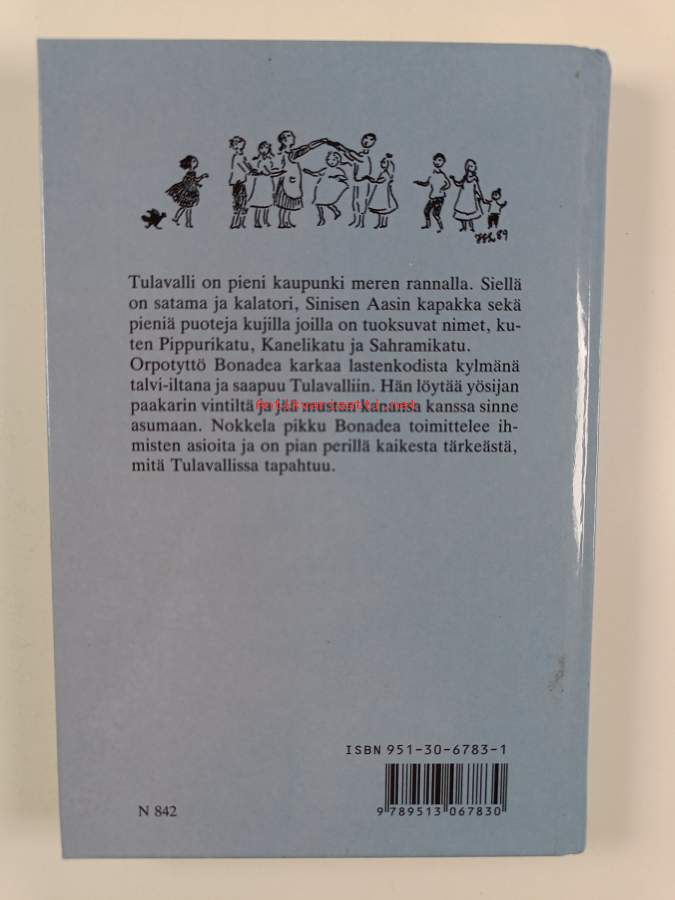 Tulavalli on pieni kaupunki meren rannalla. Siellä
on satama ja kalatori, Sinisen Aasin kapakka sekä
pieniä puoteja kujilla joilla on tuoksuvat nimet, ku-
ten Pippurikatu, Kanelikatu ja Sahramikatu.
Orpotyttö Bonadea karkaa lastenkodista kylmänä
talvi-iltana ja saapuu Tulavalliin. Hän löytää yösijan
paakarin vintiltä ja jää mustan kanansa kanssa sinne
asumaan. Nokkela pikku Bonadea toimittelee ih-
misten asioita ja on pian perillä kaikesta tärkeästä,
mitä Tulavallissa tapahtuu.
ISBN 951-30-6783-1
N 842
9 789513 067830